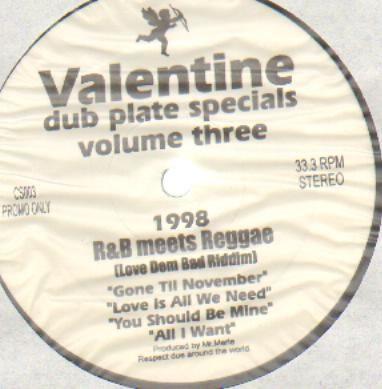 Valentine
dub plate specials
volume three
33.3 RPM
STEREO
CS003
PROMO ONLY
1998
R&B meets Reggae
(Love Dem Bad Riddim)
"Gone Til November"
"Love Is All We Need"
"You Should Be Mine"
"All I Want"
Produced by Mr.Merle
Respect due around the world